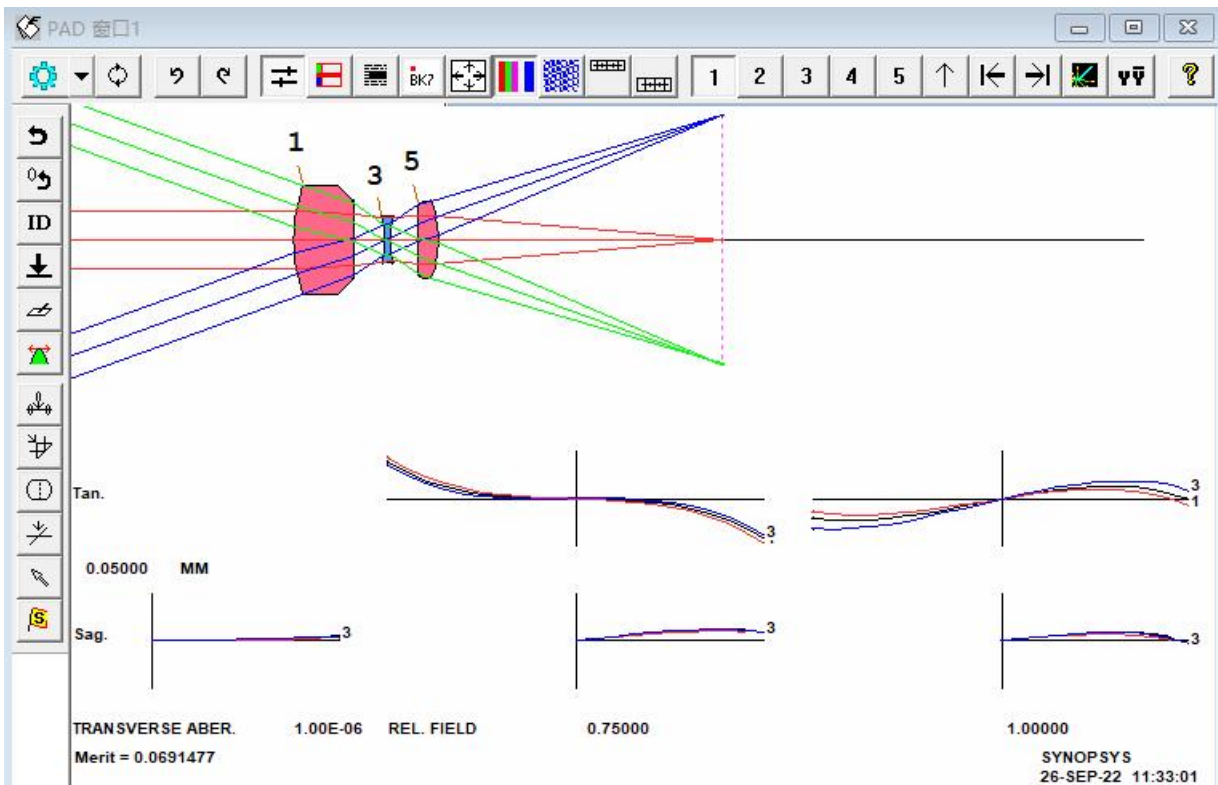 PAD 窗口1
BK7
1 2 3 4 5
ID
1
3
5
Tan.
3
3
1
0.05000 MM
Sag.
3
3
3
TRANSVERSE ABER. 1.00E-06 REL. FIELD 0.75000 1.00000
Merit = 0.0691477
SYNOPSYS
26-SEP-22 11:33:01